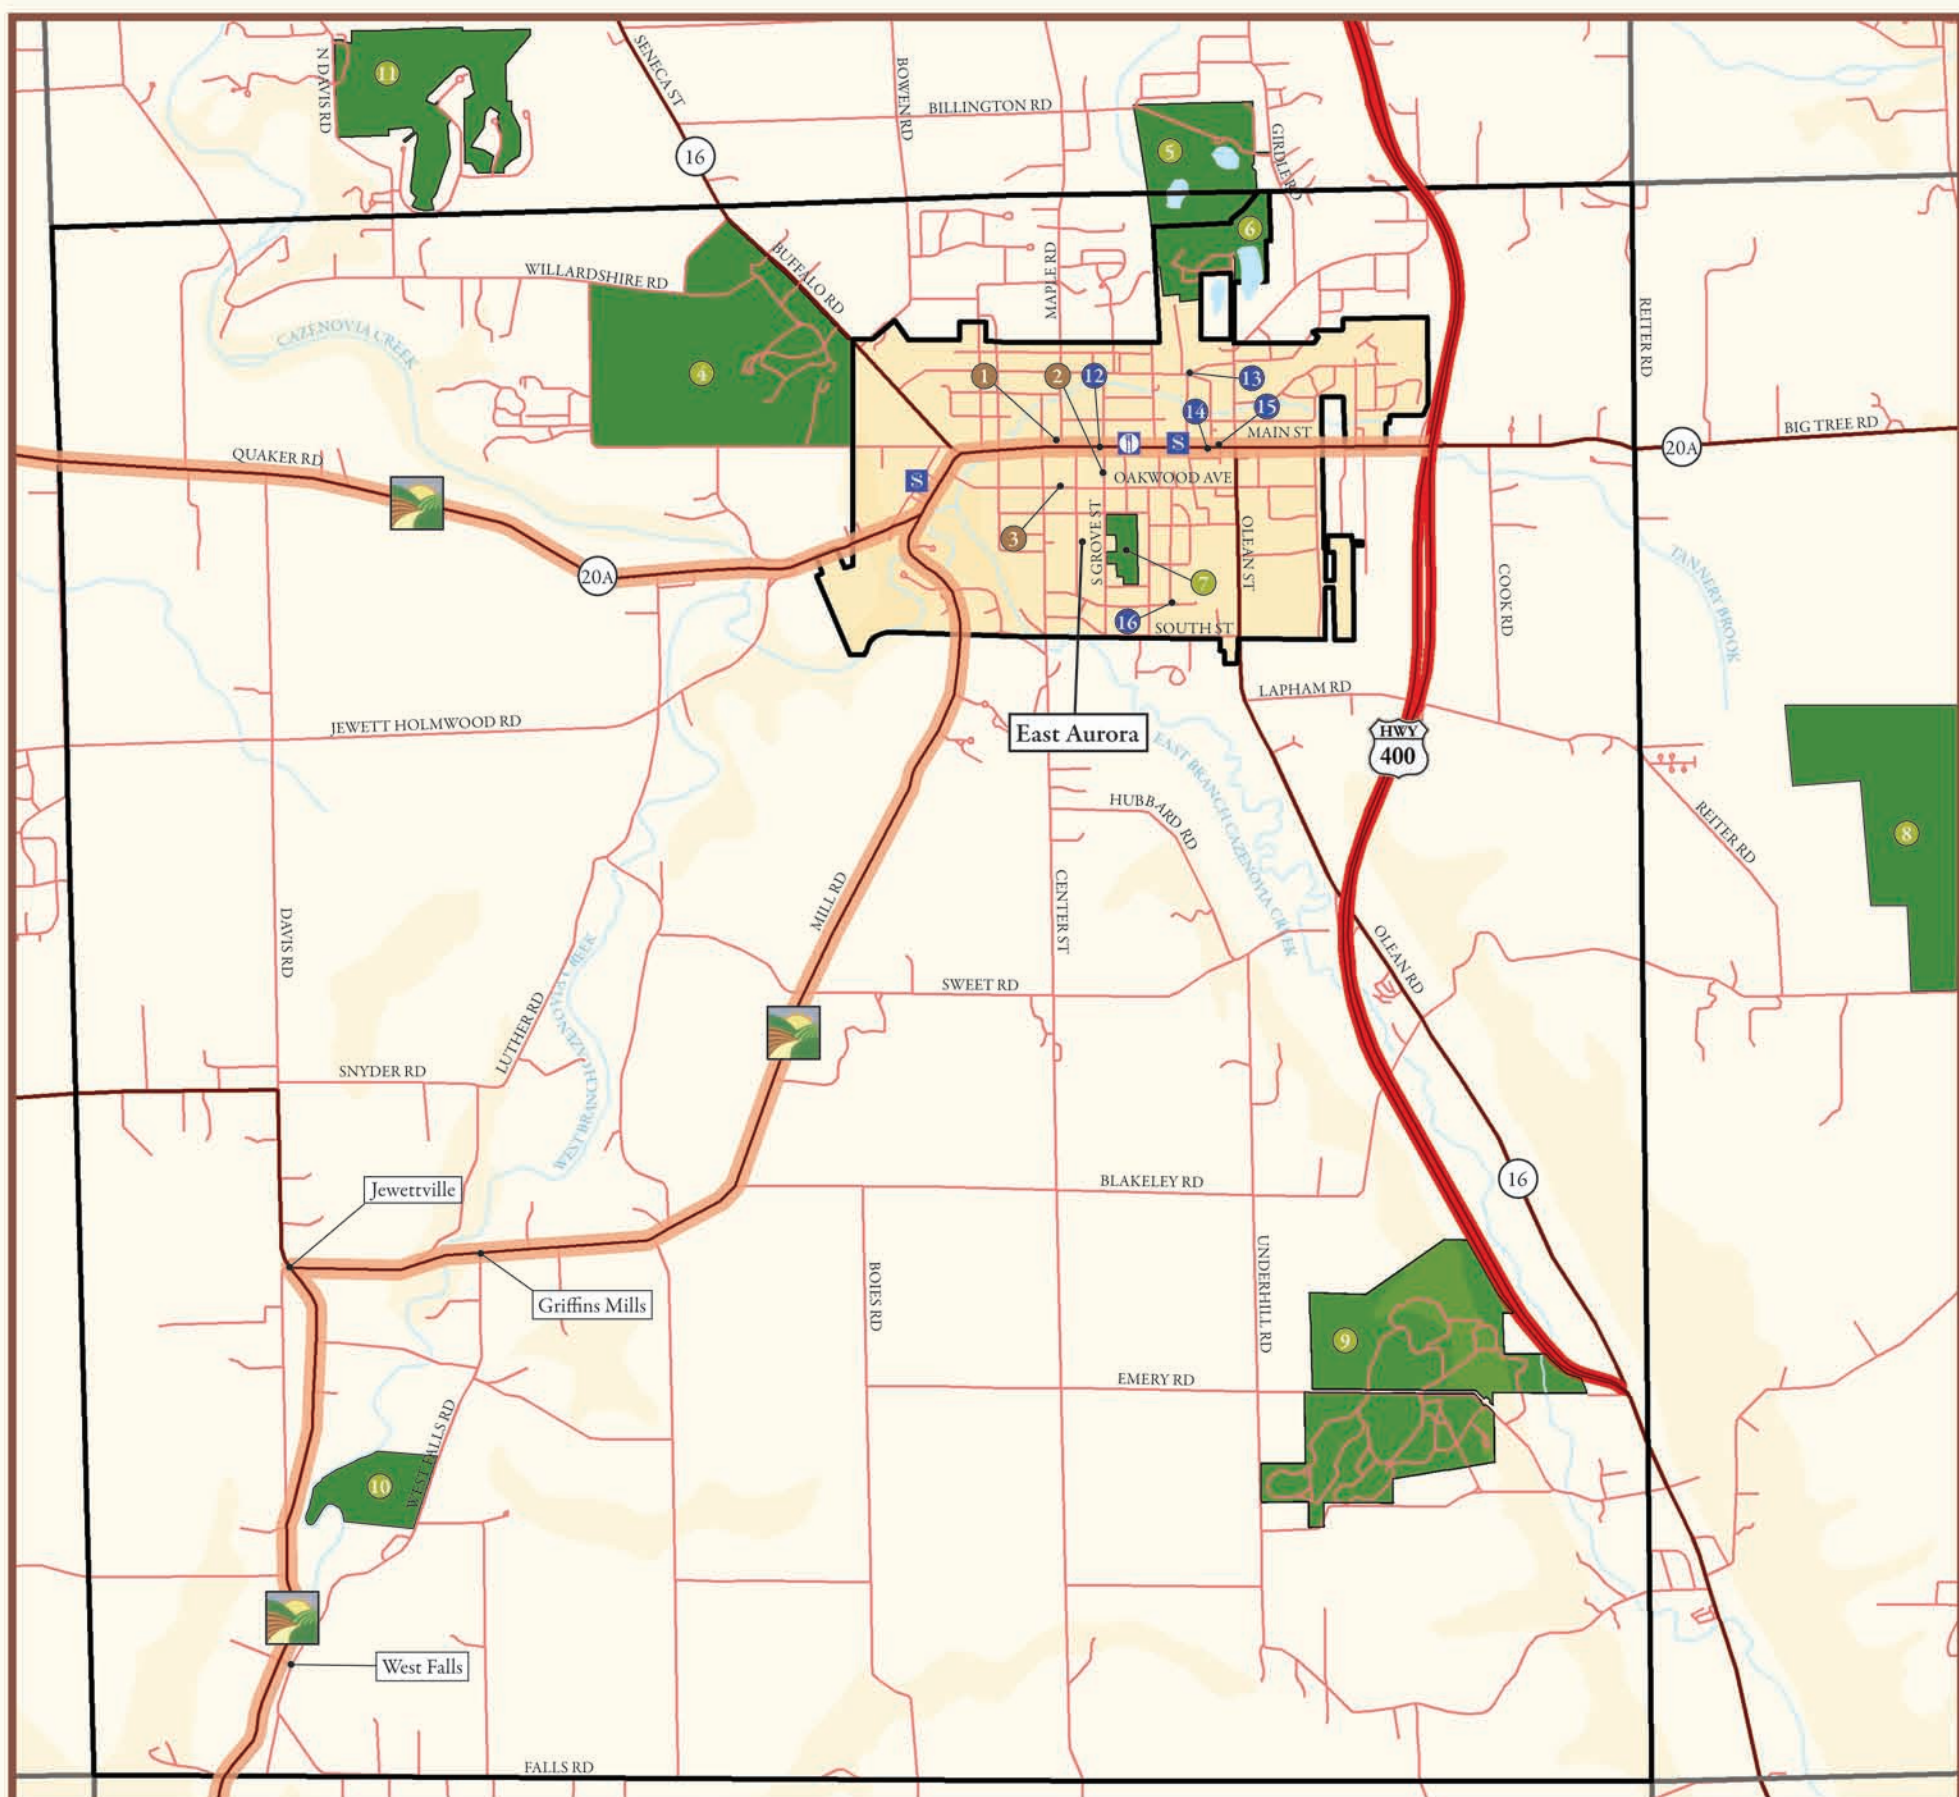 11
N DAVIS RD
SENECA ST
BOWEN RD
BILLINGTON RD
16
5
GIRDLE RD
6
WILLARDSHIRE RD
BUFFALO RD
MAPLE RD
REITER RD
CAZENOVIA CREEK
4
1
2
12
13
14
15
MAIN ST
S
20A
BIG TREE RD
QUAKER RD
S
OAKWOOD AVE
S GROVE ST
3
OLEAN ST
7
20A
16
SOUTH ST
COOK RD
TANNERY BROOK
LAPHAM RD
JEWETT HOLMWOOD RD
East Aurora
HWY
400
EAST BRANCH CAZENOVIA CREEK
HUBBARD RD
REITER RD
8
MILL RD
CENTER ST
DAVIS RD
OLEAN RD
SWEET RD
LUTHER RD
WEST BRANCH CAZENOVIA CREEK
SNYDER RD
16
Jewettville
BLAKELEY RD
UNDERHILL RD
BOIES RD
Griffins Mills
9
EMERY RD
WEST FALLS RD
10
West Falls
FALLS RD